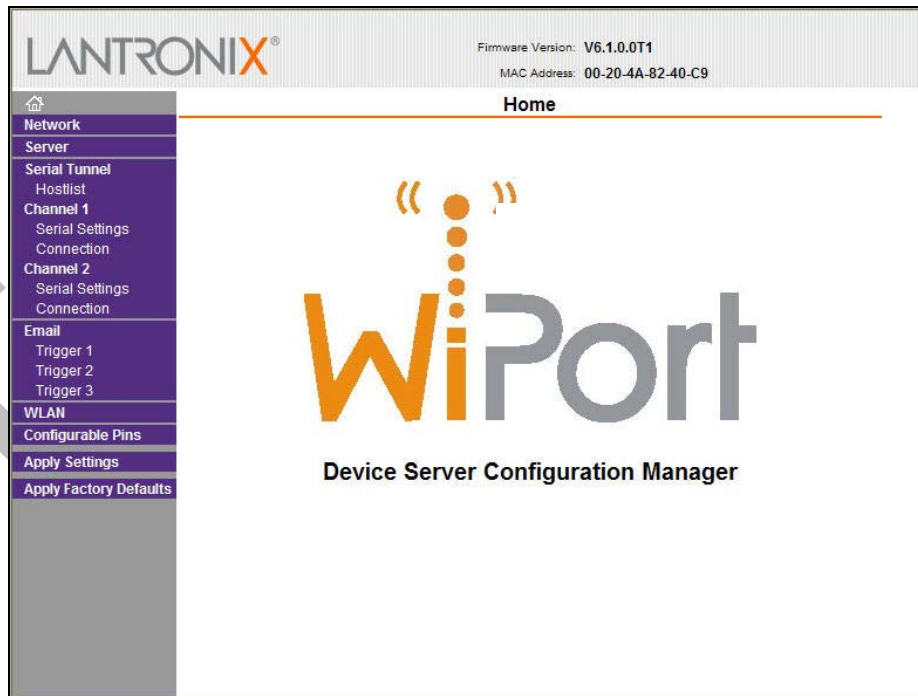 LANTRONIX®
Firmware Version: V6.1.0.0T1
MAC Address: 00-20-4A-82-40-C9
Home
Network
Server
Serial Tunnel
Hostlist
Channel 1
Serial Settings
Connection
Channel 2
Serial Settings
Connection
Email
Trigger 1
Trigger 2
Trigger 3
WLAN
Configurable Pins
Apply Settings
Apply Factory Defaults
WiPort
Device Server Configuration Manager